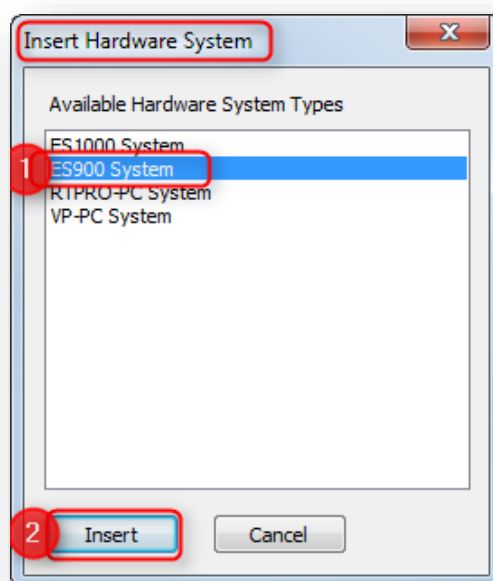 Insert Hardware System
X
Available Hardware System Types
ES1000 System
1
ES900 System
RTPRO-PC System
VP-PC System
2
Insert
Cancel